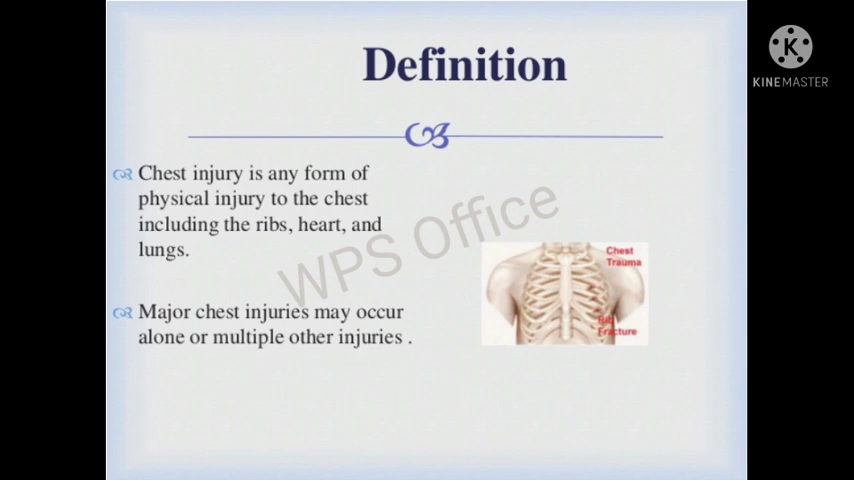 Definition
KINEMASTER
Chest injury is any form of
physical injury to the chest
including the ribs, heart, and
lungs.
WPS Office
Chest
Trauma
Rib
Fracture
Major chest injuries may occur
alone or multiple other injuries .